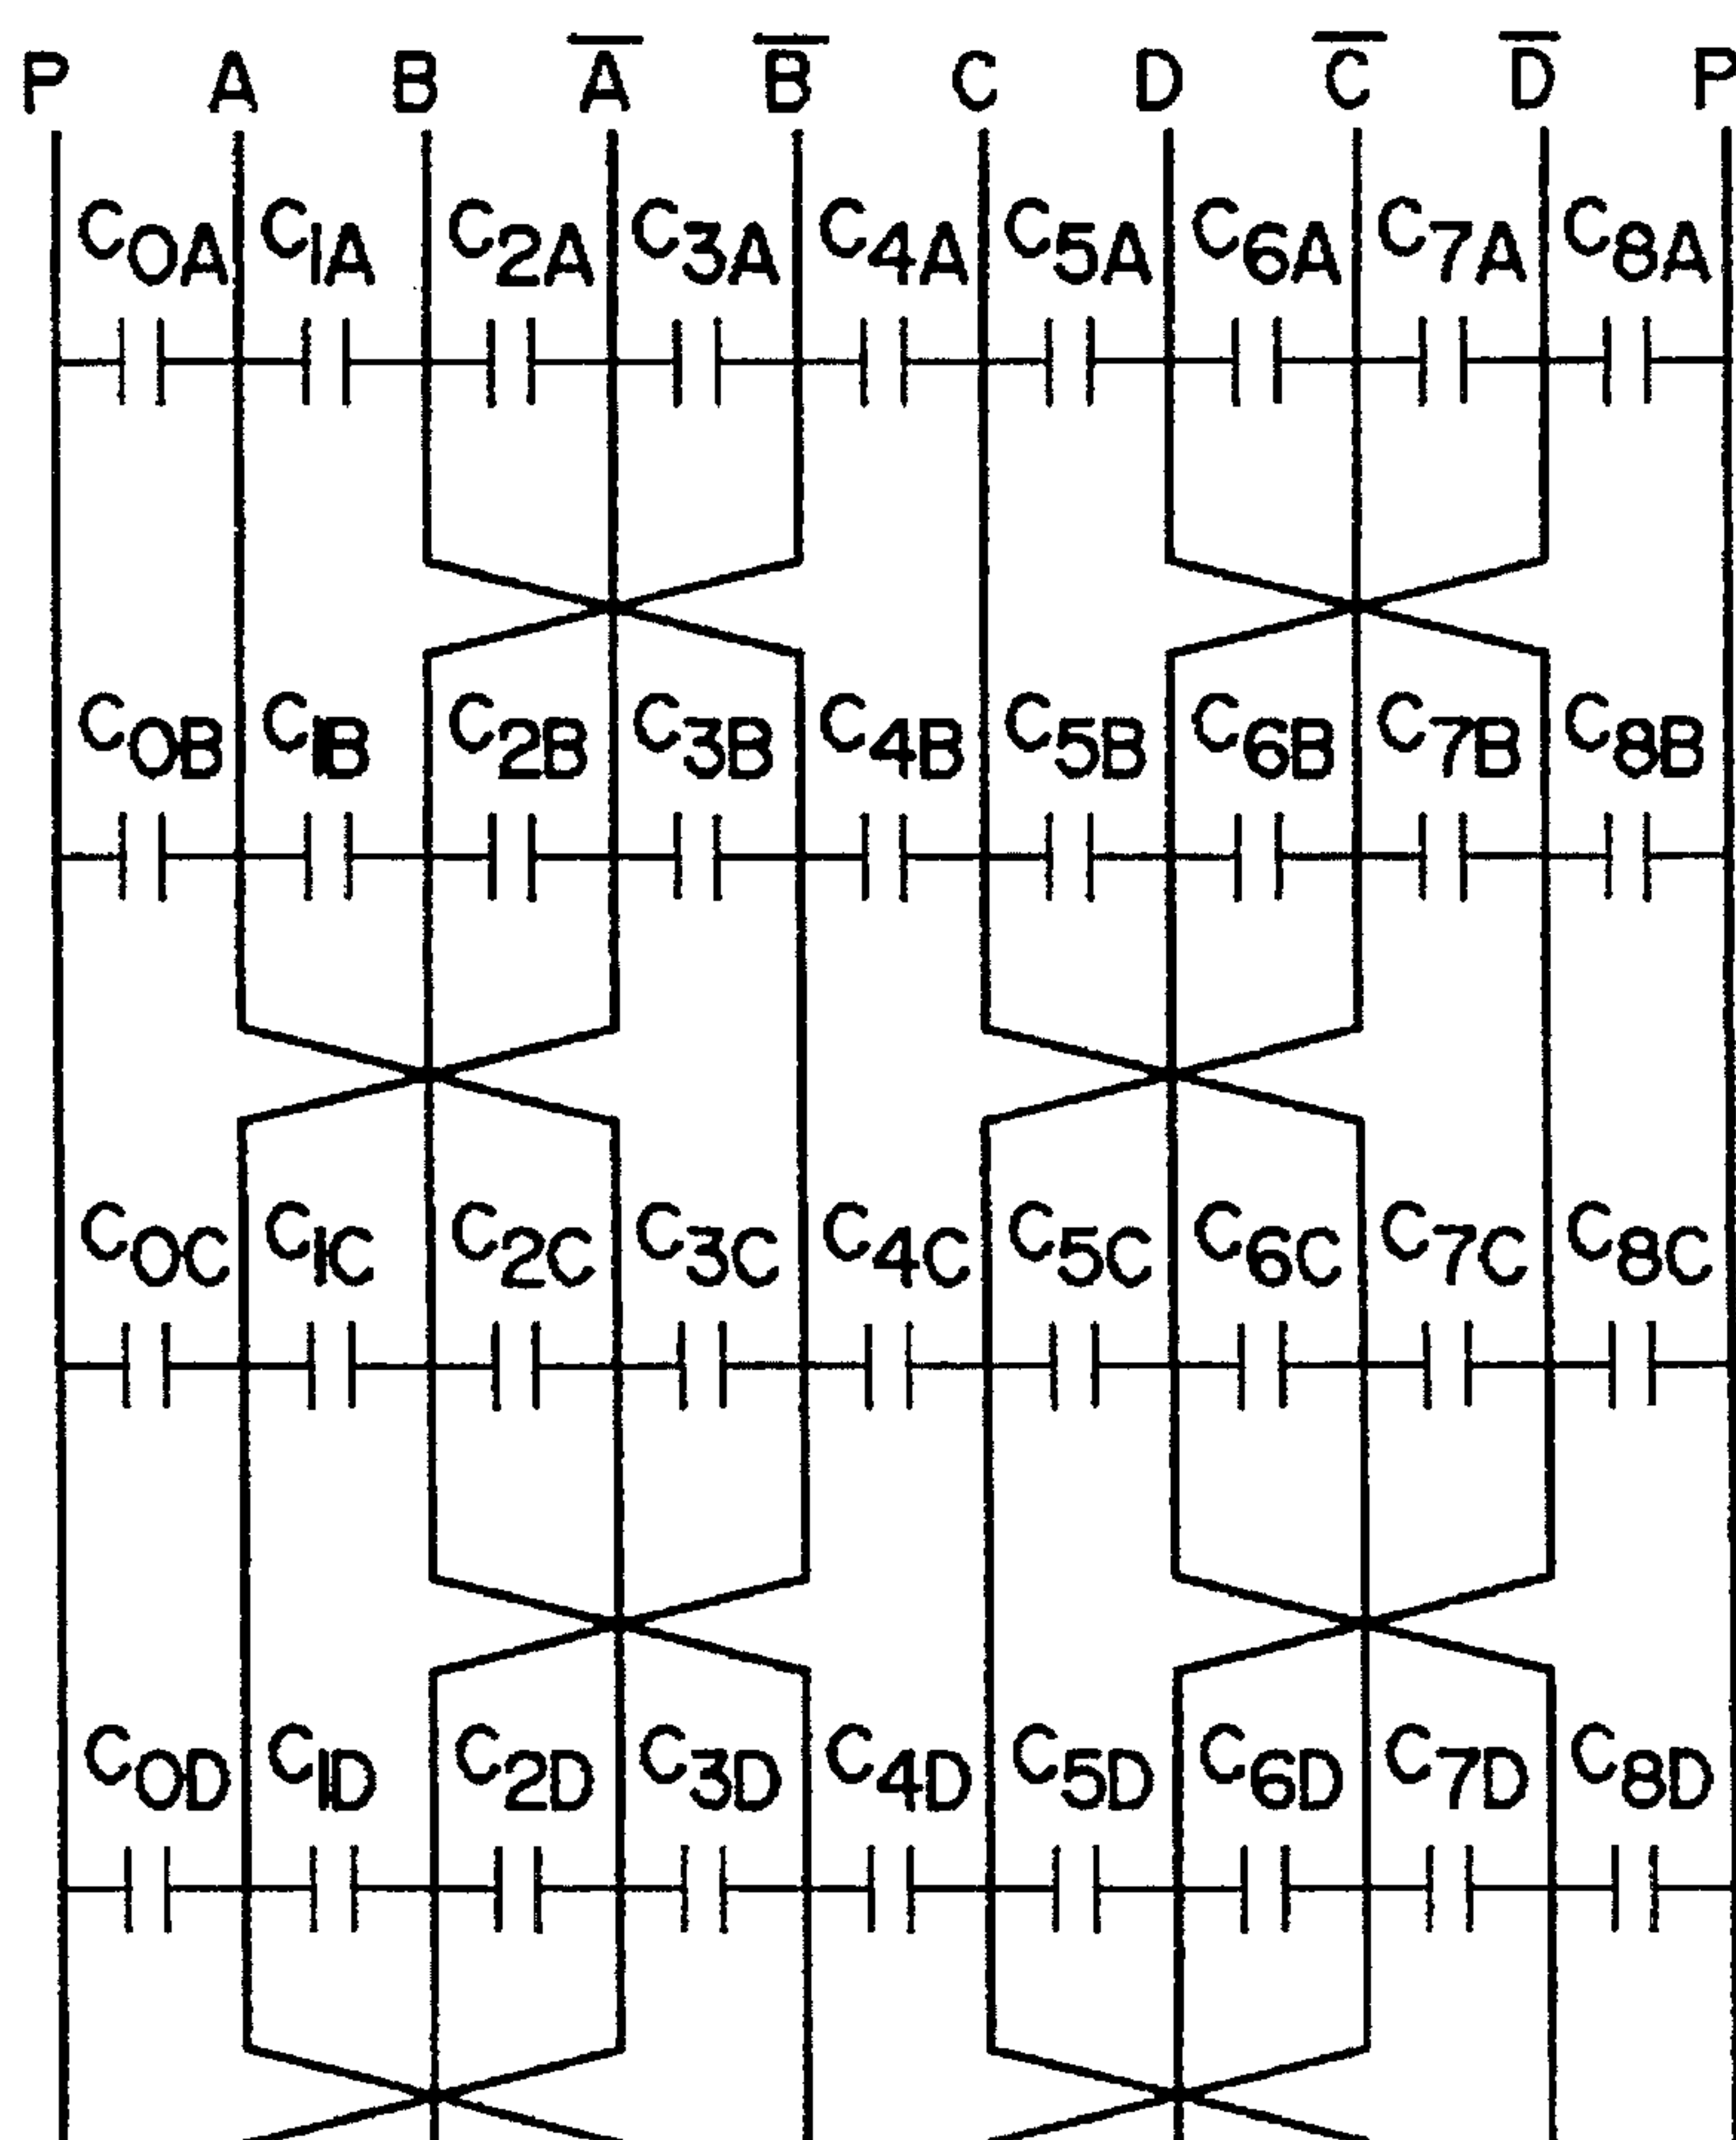 P A B A̅ B̅ C D C̅ D̅ P
C0A C1A C2A C3A C4A C5A C6A C7A C8A
C0B C1B C2B C3B C4B C5B C6B C7B C8B
C0C C1C C2C C3C C4C C5C C6C C7C C8C
C0D C1D C2D C3D C4D C5D C6D C7D C8D